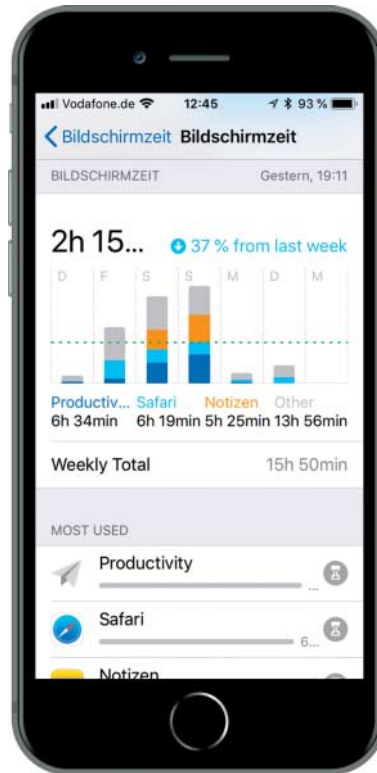 Vodafone.de 12:45 93 %
Bildschirmzeit Bildschirmzeit
BILDSCHIRMZEIT Gestern, 19:11
2h 15... 37 % from last week
D F S S M D M
Productiv... Safari Notizen Other
6h 34min 6h 19min 5h 25min 13h 56min
Weekly Total 15h 50min
MOST USED
Productivity
...
Safari
6...
Notizen